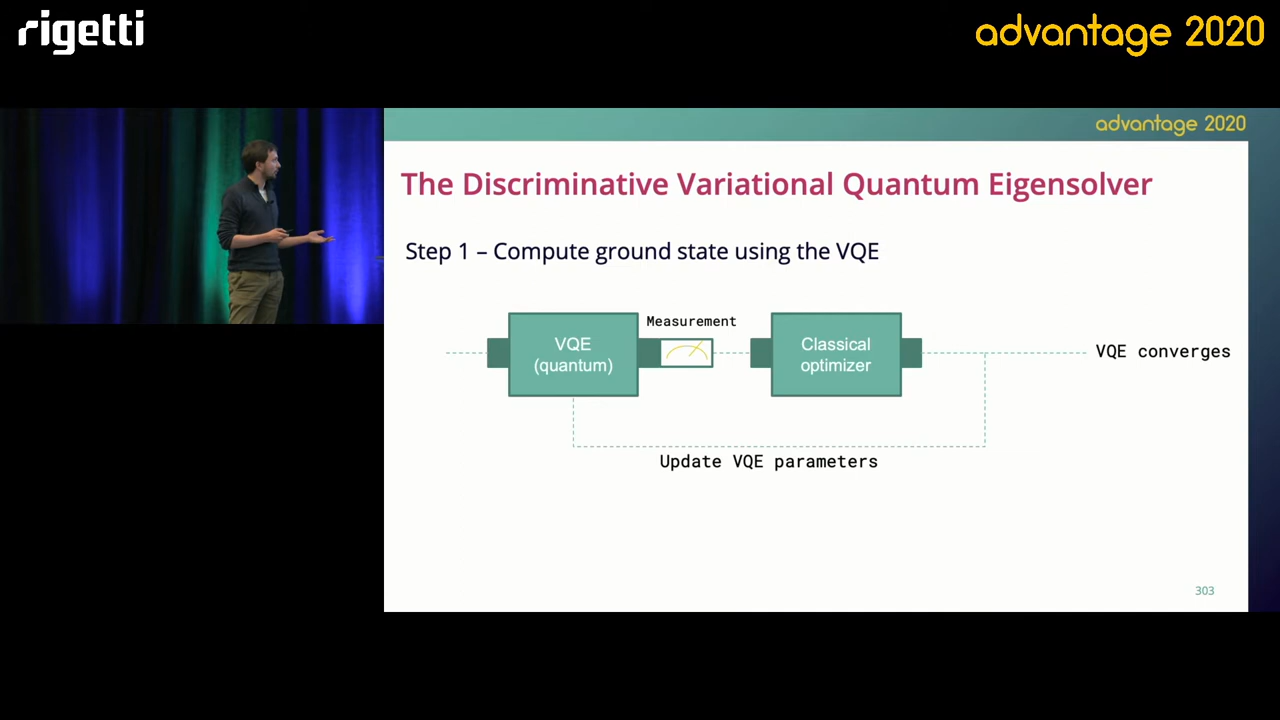 rigetti
advantage 2020
advantage 2020
The Discriminative Variational Quantum Eigensolver
Step 1 – Compute ground state using the VQE
Measurement
VQE
(quantum)
Classical
optimizer
VQE converges
Update VQE parameters
303